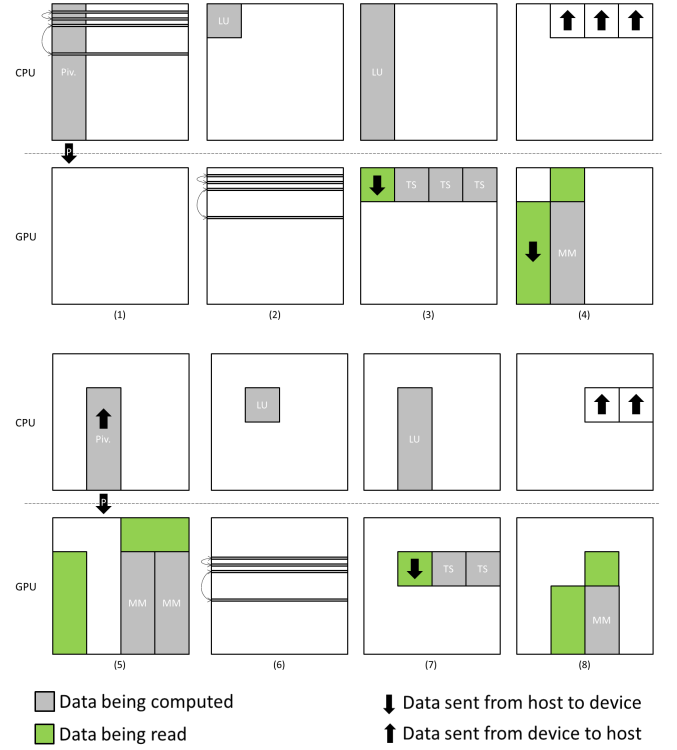 LU
CPU
Piv.
LU
P
TS TS TS
GPU
MM
(1) (2) (3) (4)
LU
CPU
Piv.
LU
P
TS TS
GPU
MM MM
MM
(5) (6) (7) (8)
Data being computed
Data sent from host to device
Data being read
Data sent from device to host